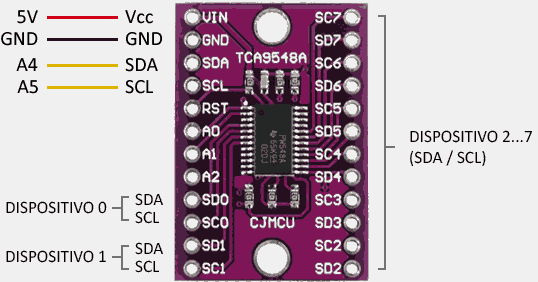 5V Vcc
GND GND
A4 SDA
A5 SCL
DISPOSITIVO 0 SDA
SCL
DISPOSITIVO 1 SDA
SCL
VIN
GND
SDA
SCL
RST
A0
A1
A2
SD0
SC0
SD1
SC1
TCA9548A
PW548A
CJMCU
SC7
SD7
SC6
SD6
SC5
SD5
SC4
SD4
SC3
SD3
SC2
SD2
DISPOSITIVO 2...7
(SDA / SCL)